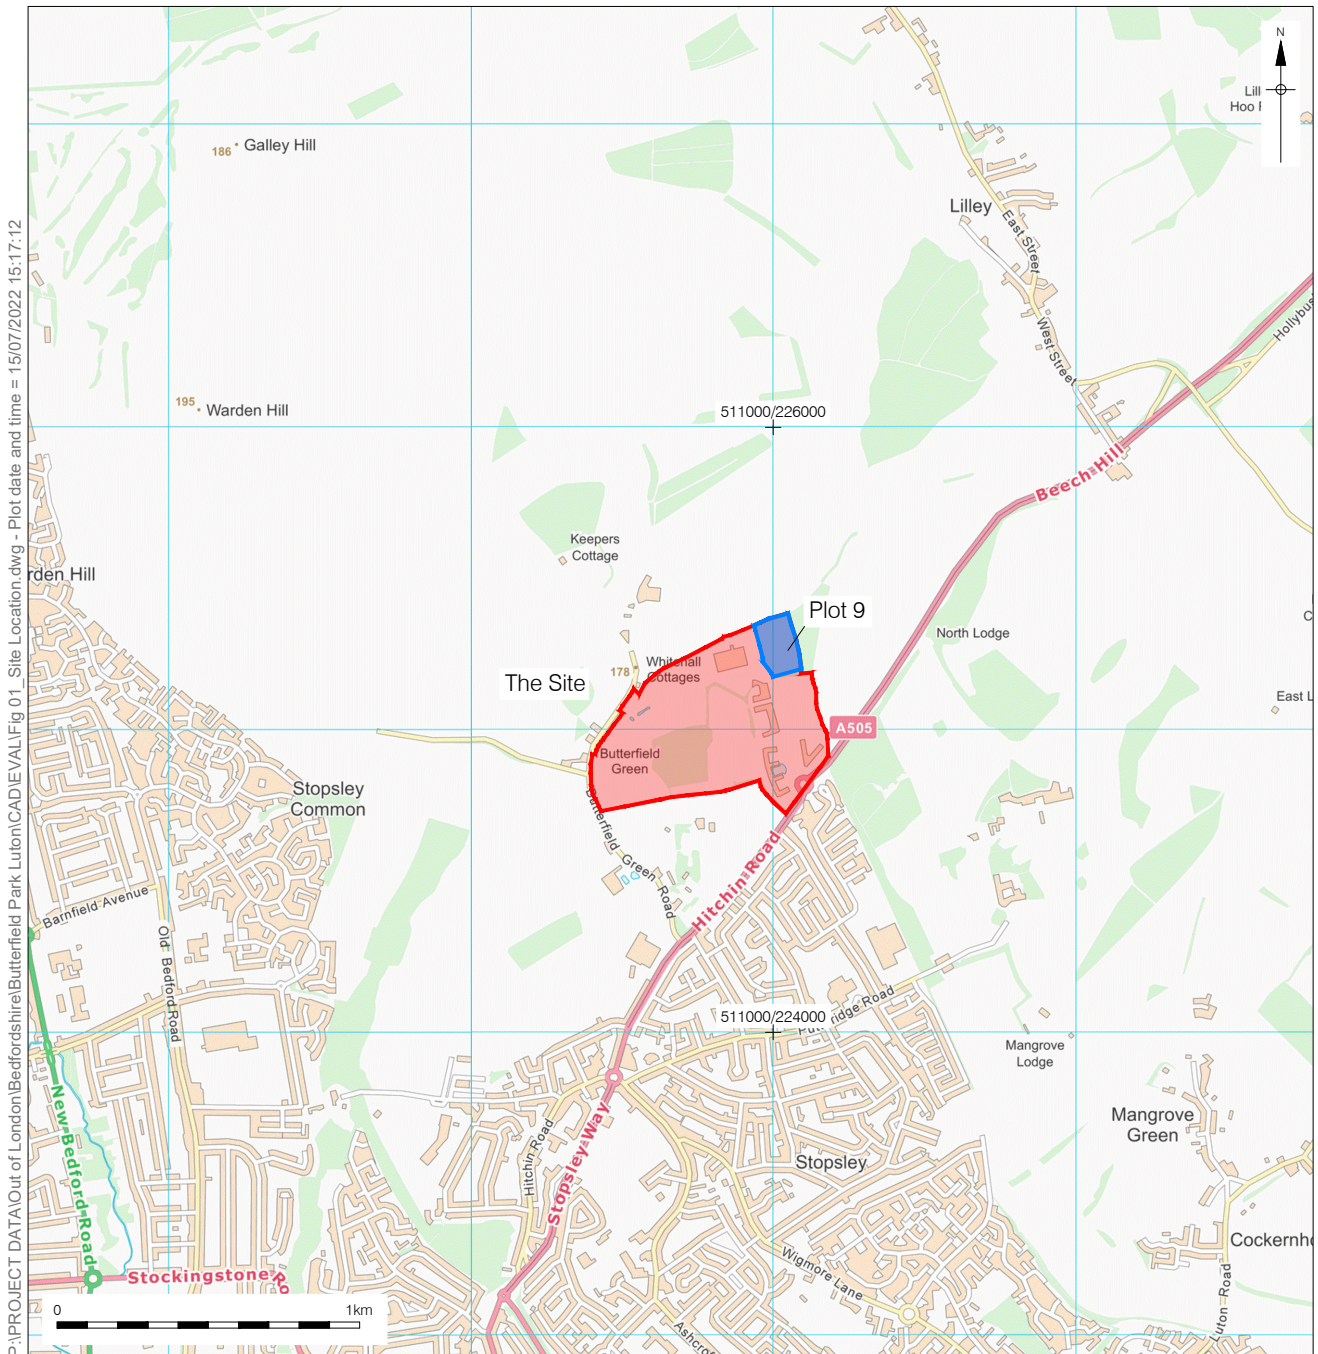 P:\PROJECT DATA\Out of London\Bedfordshire\Butterfield Park Luton\CAD\EVAL\Fig 01_ Site Location.dwg - Plot date and time = 15/07/2022 15:17:12
N
Lill
Hoo F
186
Galley Hill
Lilley
East Street
West Street
Hollybus
195
Warden Hill
511000/226000
Beech Hill
Keepers
Cottage
rden Hill
Plot 9
North Lodge
C
The Site
178
Whitehall
Cottages
East L
A505
Butterfield
Green
Stopsley
Common
Butterfield Green Road
Hitchin Road
Barnfield Avenue
Old Bedford Road
511000/224000
Putteridge Road
Mangrove
Lodge
New Bedford Road
Stopsley Way
Hitchin Road
Mangrove
Green
Stopsley
Cockernho
Wigmore Lane
Luton Road
Stockingstone Ro
Ashcro
0
1km